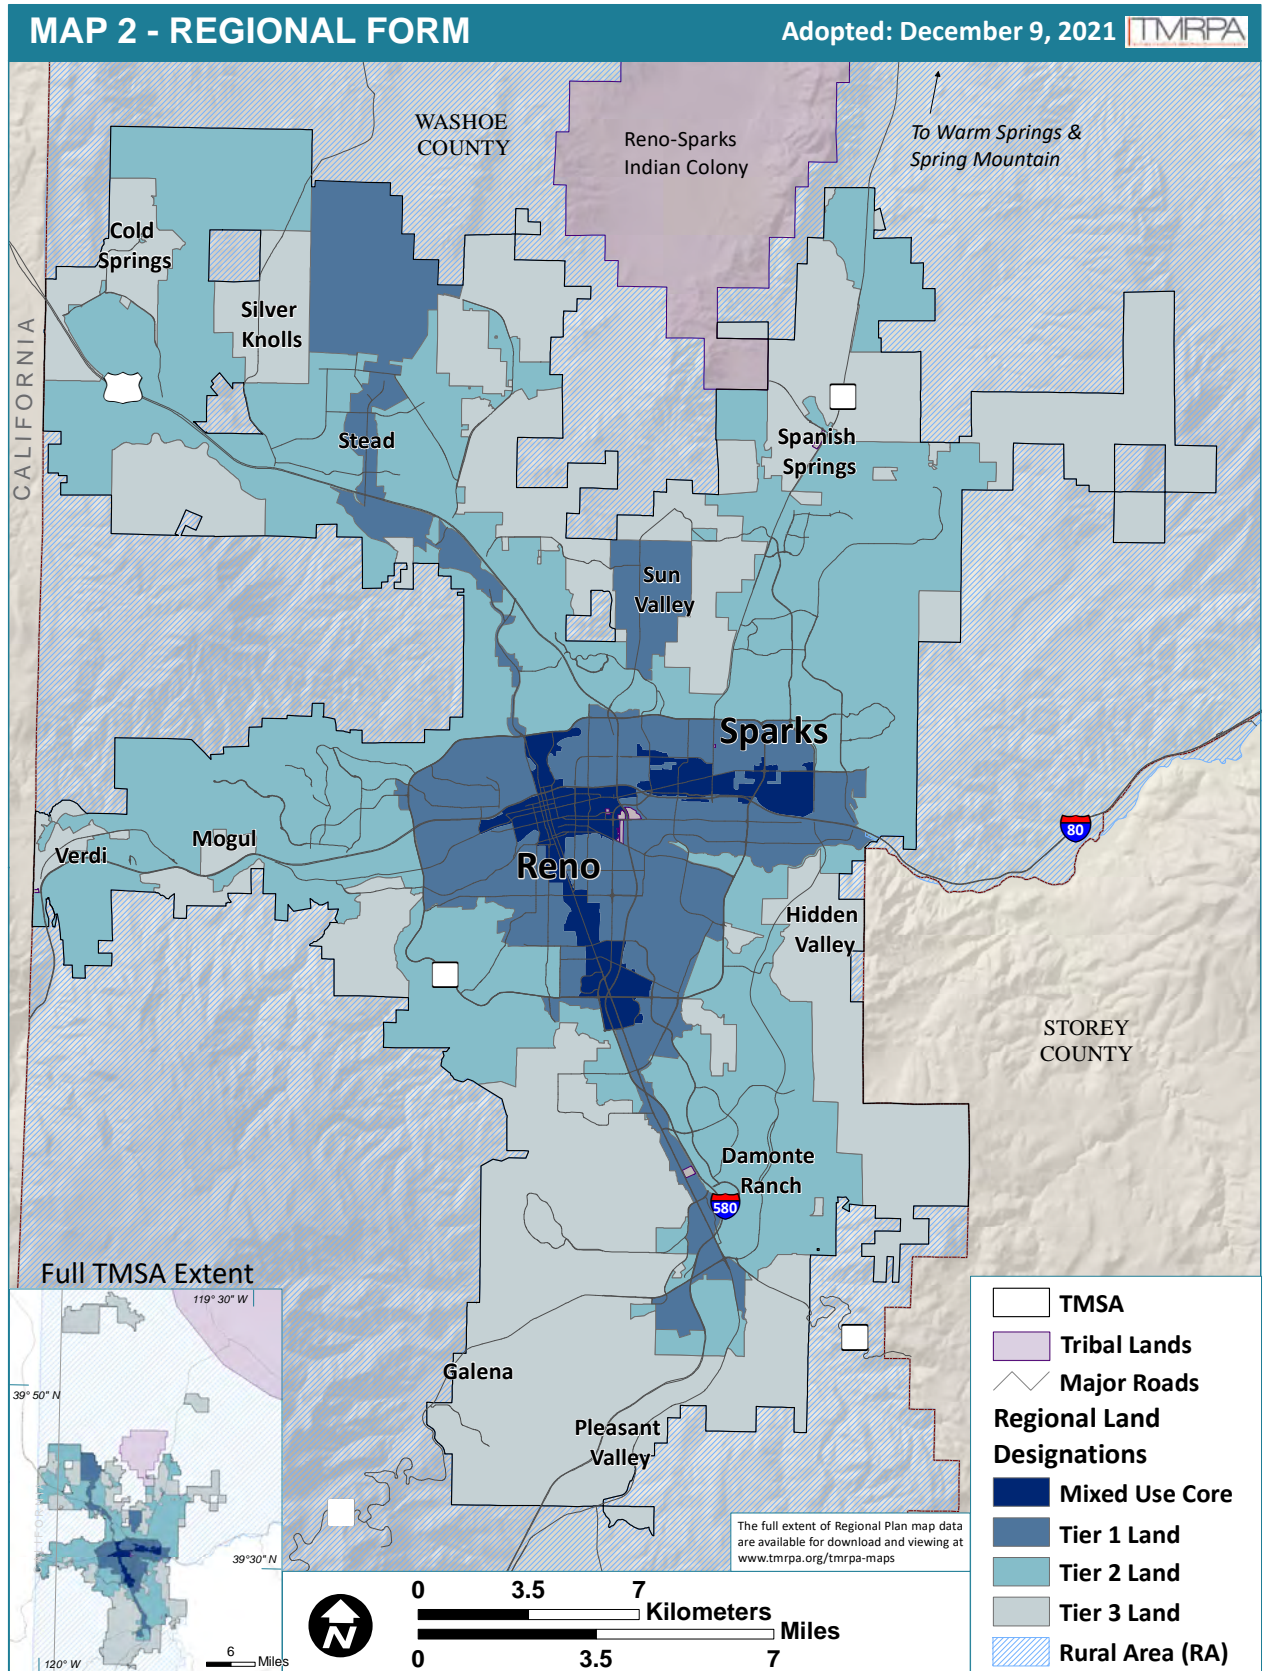 MAP 2 - REGIONAL FORM
Adopted: December 9, 2021
TMRPA
WASHOE
COUNTY
Reno-Sparks
Indian Colony
To Warm Springs &
Spring Mountain
Cold
Springs
Silver
Knolls
CALIFORNIA
Stead
Spanish
Springs
Sun
Valley
Sparks
80
Mogul
Verdi
Reno
Hidden
Valley
STOREY
COUNTY
Damonte
Ranch
580
Galena
Pleasant
Valley
Full TMSA Extent
119° 30'' W
39° 50'' N
39°30'' N
120° W
6
Miles
The full extent of Regional Plan map data
are available for download and viewing at
www.tmrpa.org/tmrpa-maps
N
0 3.5 7
Kilometers
Miles
0 3.5 7
TMSA
Tribal Lands
Major Roads
Regional Land
Designations
Mixed Use Core
Tier 1 Land
Tier 2 Land
Tier 3 Land
Rural Area (RA)